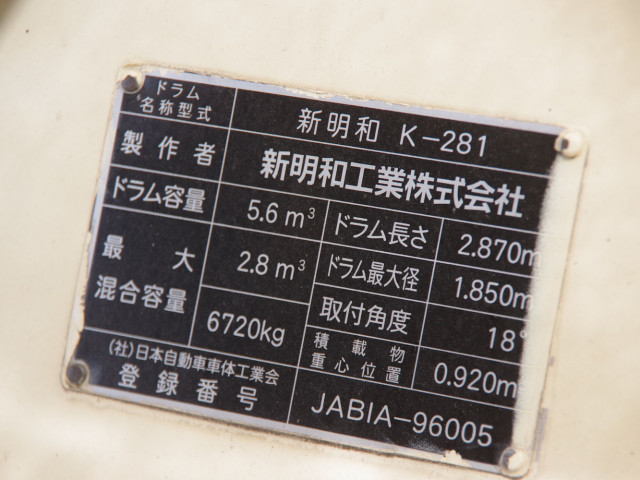 ドラム
名称型式
新明和 K-281
製作者
新明和工業株式会社
ドラム容量
5.6 m³
ドラム長さ
2.870m
最大
混合容量
2.8 m³
ドラム最大径
1.850m
6720kg
取付角度
18°
積載物
重心位置
0.920m
(社)日本自動車車体工業会
登録番号
JABIA-96005